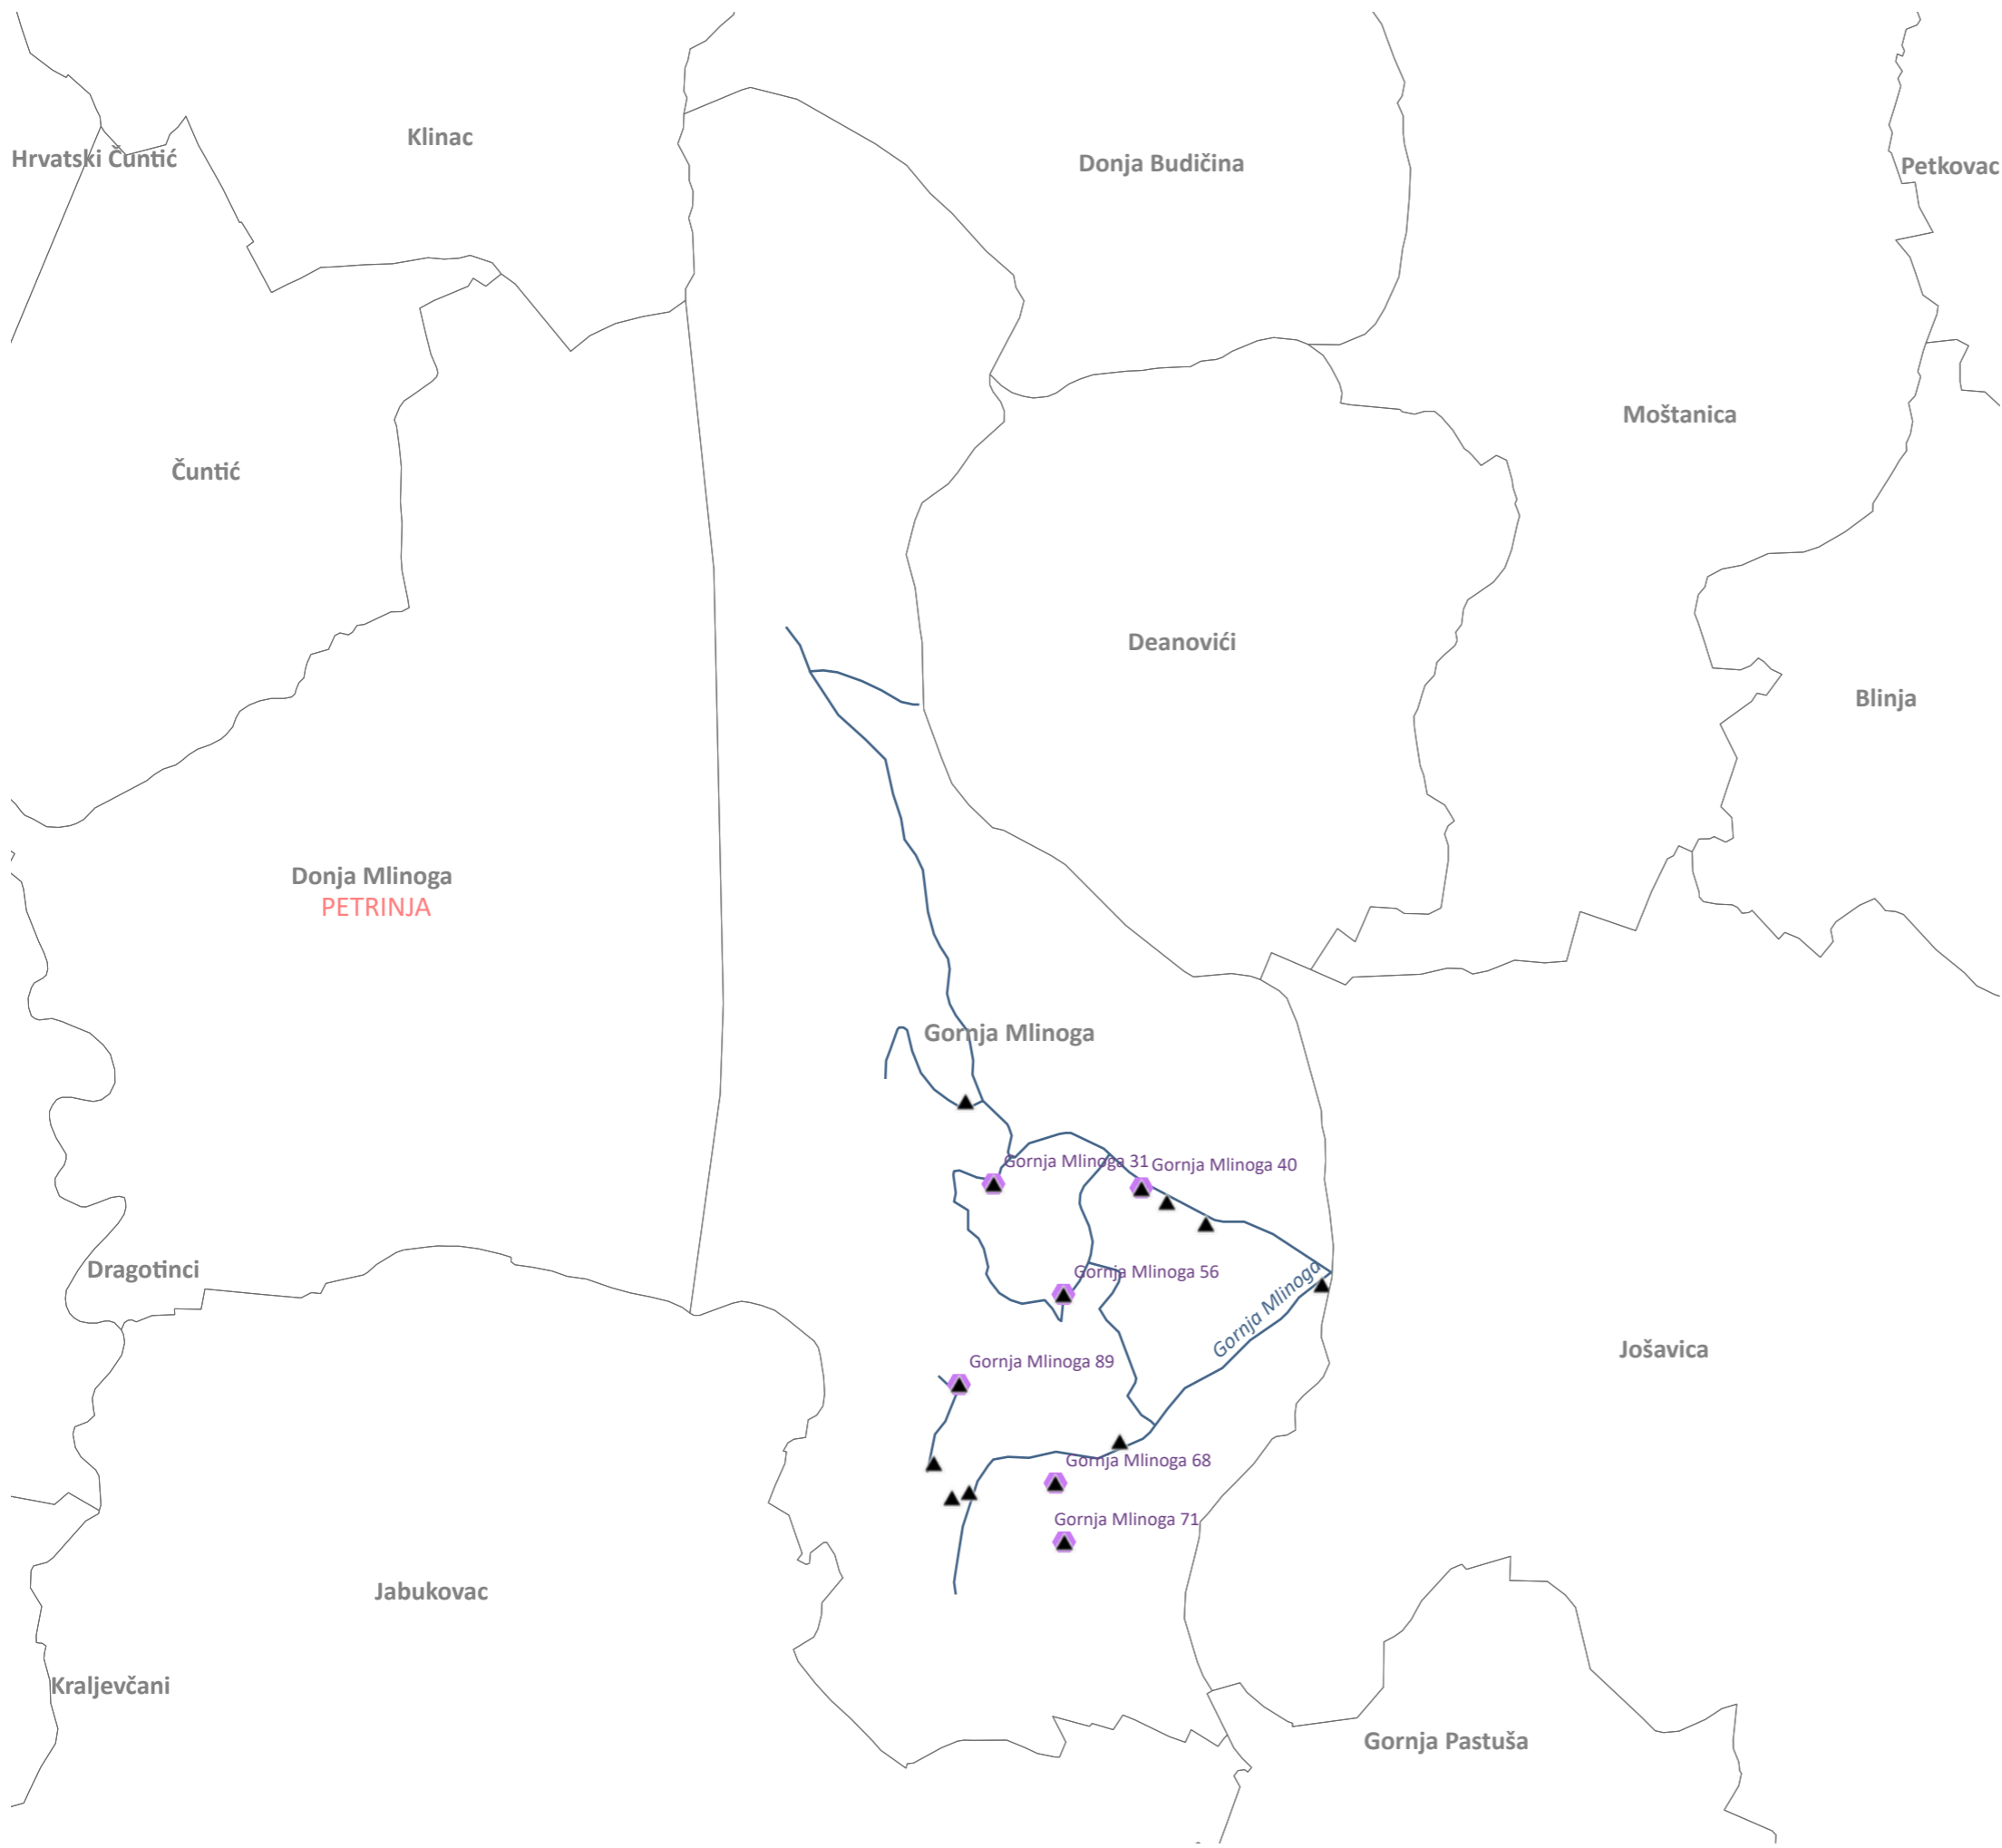 Klinac
Hrvatski Čuntić
Donja Budičina
Petkovac
Moštanica
Čuntić
Deanovići
Blinja
Donja Mlinoga
PETRINJA
Gornja Mlinoga
Gornja Mlinoga 31
Gornja Mlinoga 40
Dragotinci
Gornja Mlinoga 56
Gornja Mlinoga
Jošavica
Gornja Mlinoga 89
Gornja Mlinoga 68
Gornja Mlinoga 71
Jabukovac
Kraljevčani
Gornja Pastuša